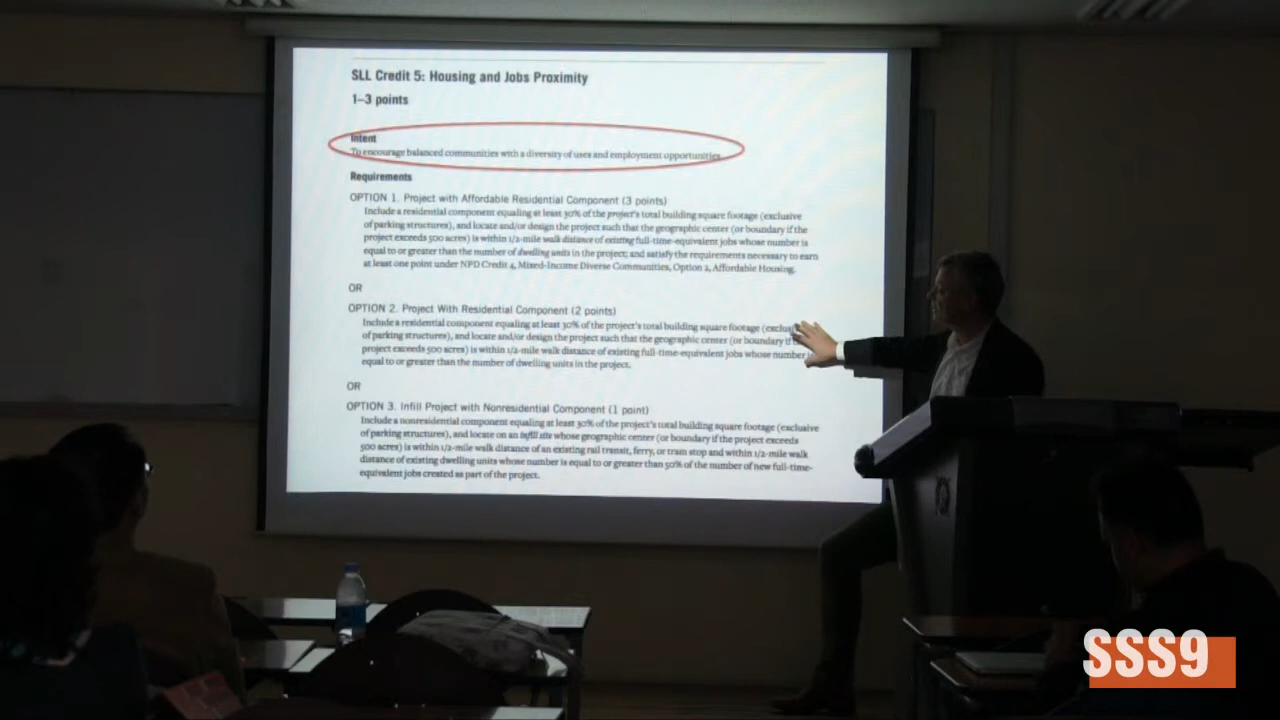 SLL Credit 5: Housing and Jobs Proximity
1–3 points
Intent
To encourage balanced communities with a diversity of uses and employment opportunities.
Requirements
OPTION 1. Project with Affordable Residential Component (3 points)
Include a residential component equaling at least 30% of the project's total building square footage (exclusive
of parking structures), and locate and/or design the project such that the geographic center (or boundary if the
project exceeds 500 acres) is within 1/2-mile walk distance of existing full-time-equivalent jobs whose number is
equal to or greater than the number of dwelling units in the project; and satisfy the requirements necessary to earn
at least one point under NPD Credit 4, Mixed-Income Diverse Communities, Option 2, Affordable Housing.
OR
OPTION 2. Project With Residential Component (2 points)
Include a residential component equaling at least 30% of the project's total building square footage (exclus
of parking structures), and locate and/or design the project such that the geographic center (or boundary if
project exceeds 500 acres) is within 1/2-mile walk distance of existing full-time-equivalent jobs whose number is
equal to or greater than the number of dwelling units in the project.
OR
OPTION 3. Infill Project with Nonresidential Component (1 point)
Include a nonresidential component equaling at least 30% of the project's total building square footage (exclusive
of parking structures), and locate on an infill site whose geographic center (or boundary if the project exceeds
500 acres) is within 1/2-mile walk distance of an existing rail transit, ferry, or tram stop and within 1/2-mile walk
distance of existing dwelling units whose number is equal to or greater than 50% of the number of new full-time-
equivalent jobs created as part of the project.
SSS9